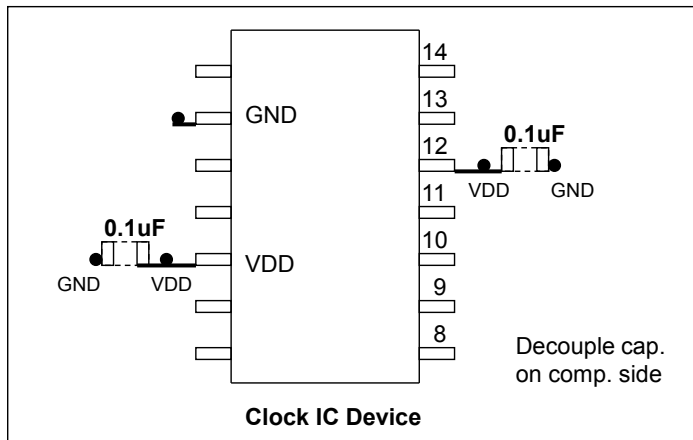 14
GND
13
0.1uF
12
VDD
GND
11
0.1uF
VDD
10
GND
VDD
9
8
Decouple cap.
on comp. side
Clock IC Device